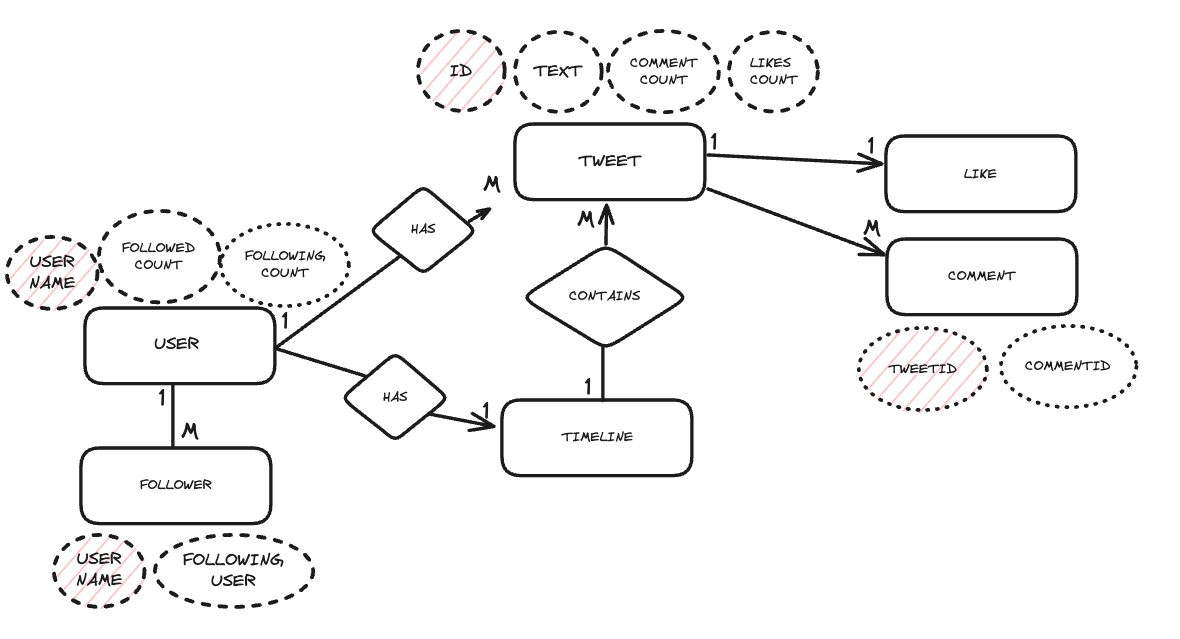 ID
TEXT
COMMENT
COUNT
LIKES
COUNT
TWEET
1
1
LIKE
M
HAS
M
M
COMMENT
TWEETID
COMMENTID
CONTAINS
1
USER
NAME
FOLLOWED
COUNT
FOLLOWING
COUNT
USER
1
HAS
1
TIMELINE
1
M
FOLLOWER
USER
NAME
FOLLOWING
USER